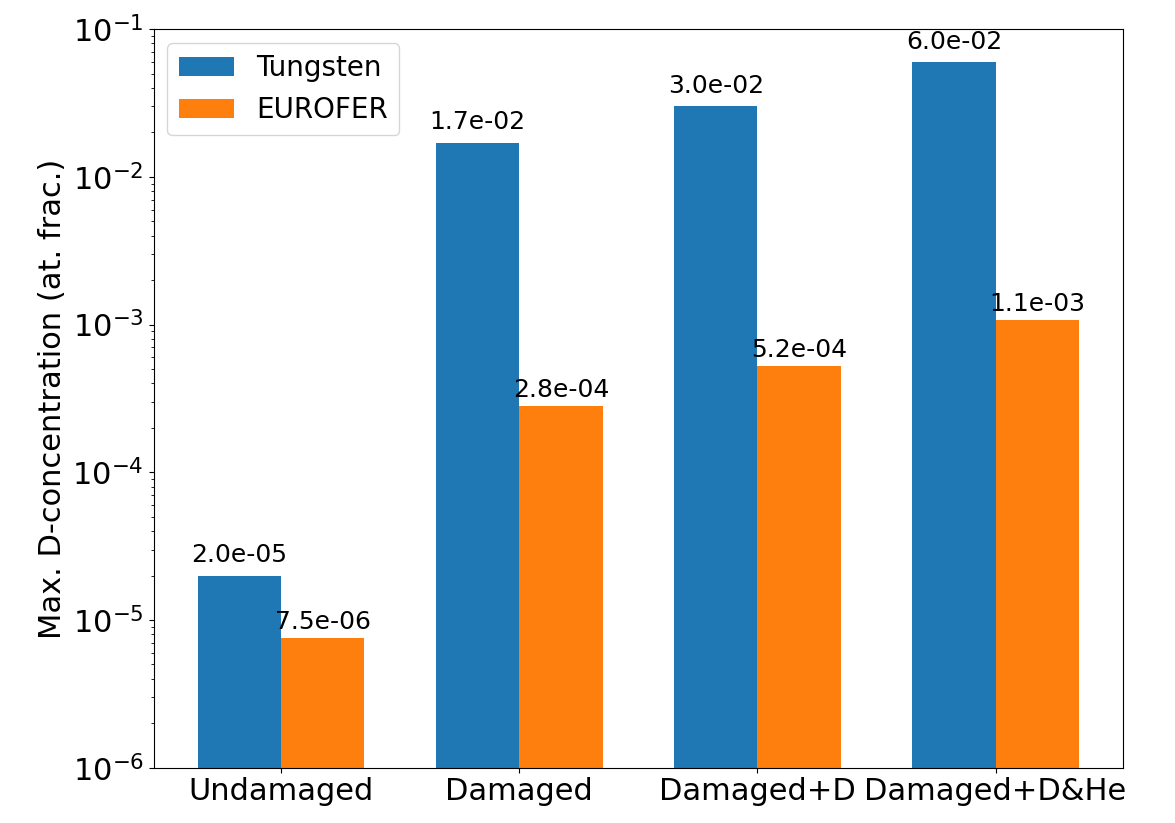 Max. D-concentration (at. frac.)
10⁻¹
10⁻²
10⁻³
10⁻⁴
10⁻⁵
10⁻⁶
Tungsten
EUROFER
2.0e-05
7.5e-06
1.7e-02
2.8e-04
3.0e-02
5.2e-04
6.0e-02
1.1e-03
Undamaged
Damaged
Damaged+D
Damaged+D&He